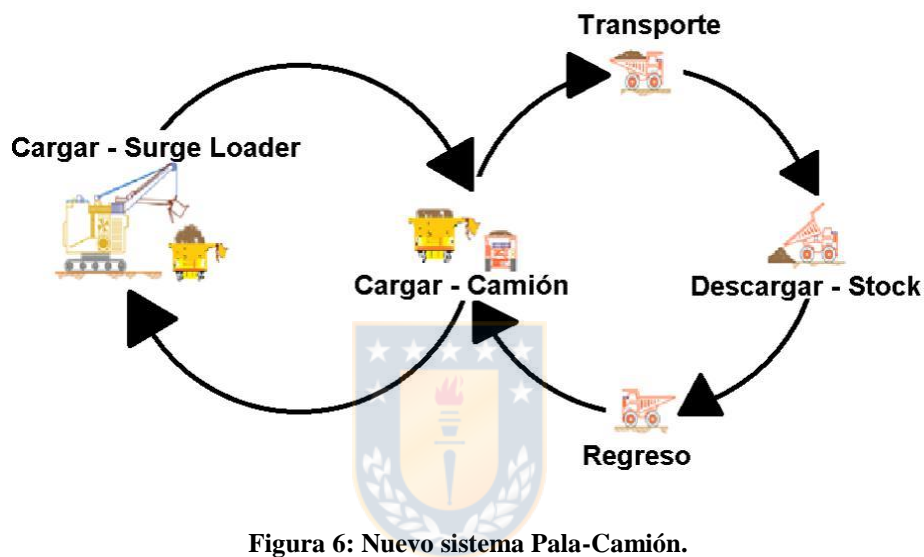 Transporte
Cargar - Surge Loader
Cargar - Camión
Descargar - Stock
Regreso
Figura 6: Nuevo sistema Pala-Camión.